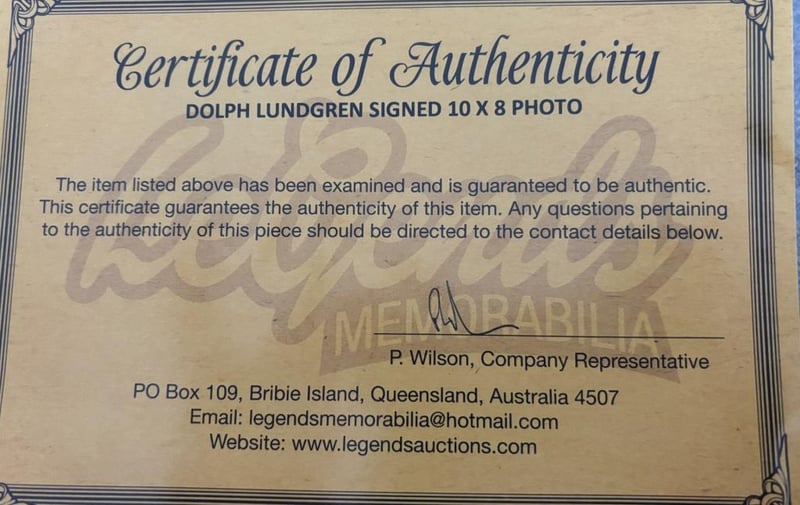 Certificate of Authenticity
DOLPH LUNDGREN SIGNED 10 X 8 PHOTO
Legends
MEMORABILIA
The item listed above has been examined and is guaranteed to be authentic.
This certificate guarantees the authenticity of this item. Any questions pertaining
to the authenticity of this piece should be directed to the contact details below.
P. Wilson, Company Representative
PO Box 109, Bribie Island, Queensland, Australia 4507
Email: legendsmemorabilia@hotmail.com
Website: www.legendsauctions.com